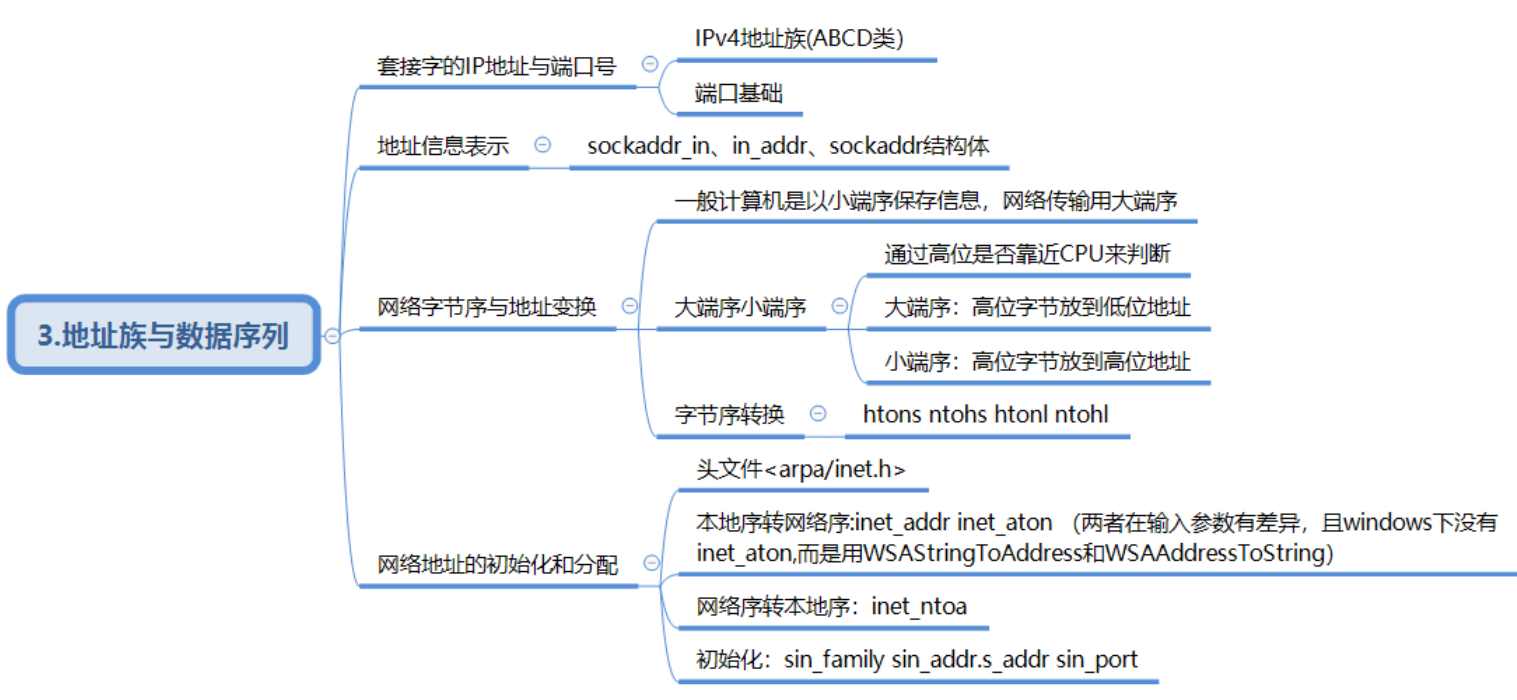 3.地址族与数据序列
套接字的IP地址与端口号
IPv4地址族(ABCD类)
端口基础
地址信息表示
sockaddr_in、in_addr、sockaddr结构体
网络字节序与地址变换
一般计算机是以小端序保存信息，网络传输用大端序
大端序小端序
通过高位是否靠近CPU来判断
大端序：高位字节放到低位地址
小端序：高位字节放到高位地址
字节序转换
htons ntohs htonl ntohl
网络地址的初始化和分配
头文件<arpa/inet.h>
本地序转网络序:inet_addr inet_aton （两者在输入参数有差异，且windows下没有
inet_aton,而是用WSAStringToAddress和WSAAddressToString）
网络序转本地序：inet_ntoa
初始化：sin_family sin_addr.s_addr sin_port